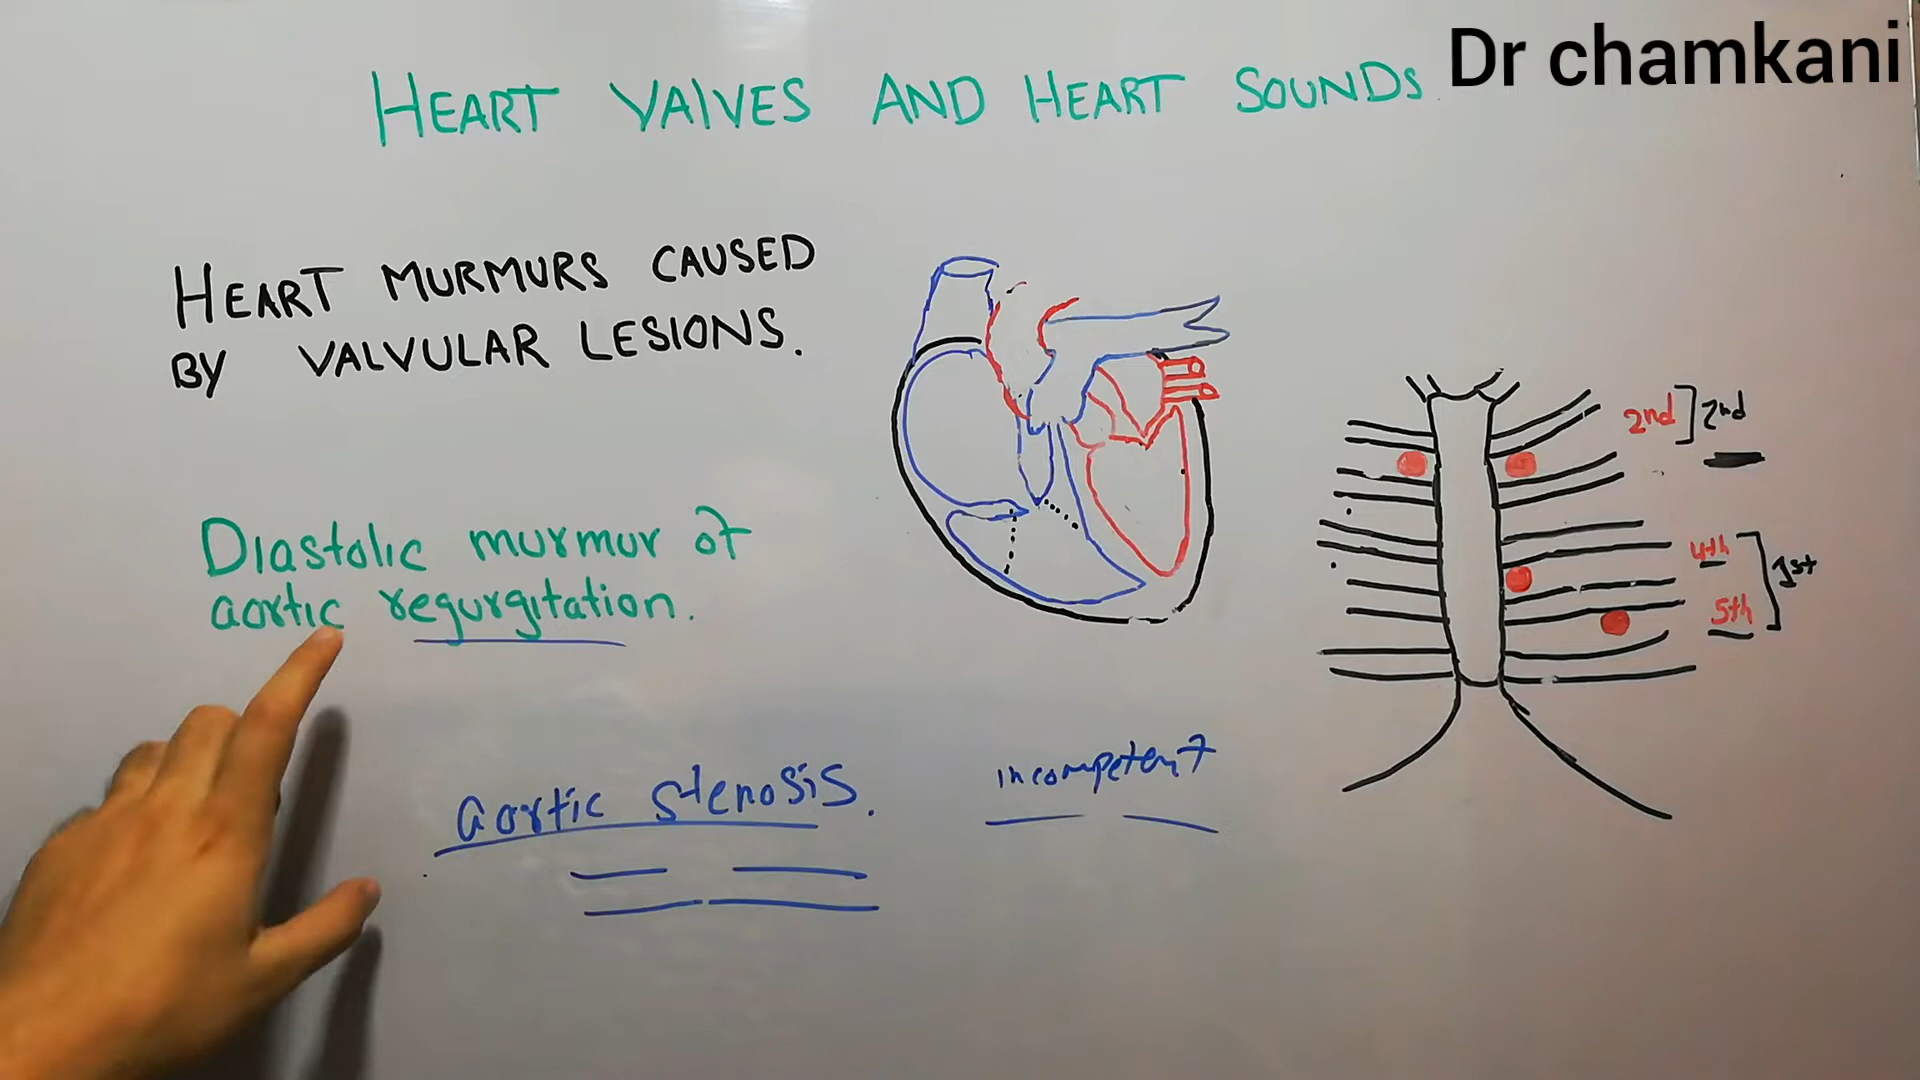 Dr chamkani
HEART VALVES AND HEART SOUNDS
HEART MURMURS CAUSED
BY VALVULAR LESIONS.
Diastolic murmur of
aortic regurgitation.
aortic stenosis.
incompetent
2nd ] 2nd
4th
5th
1st